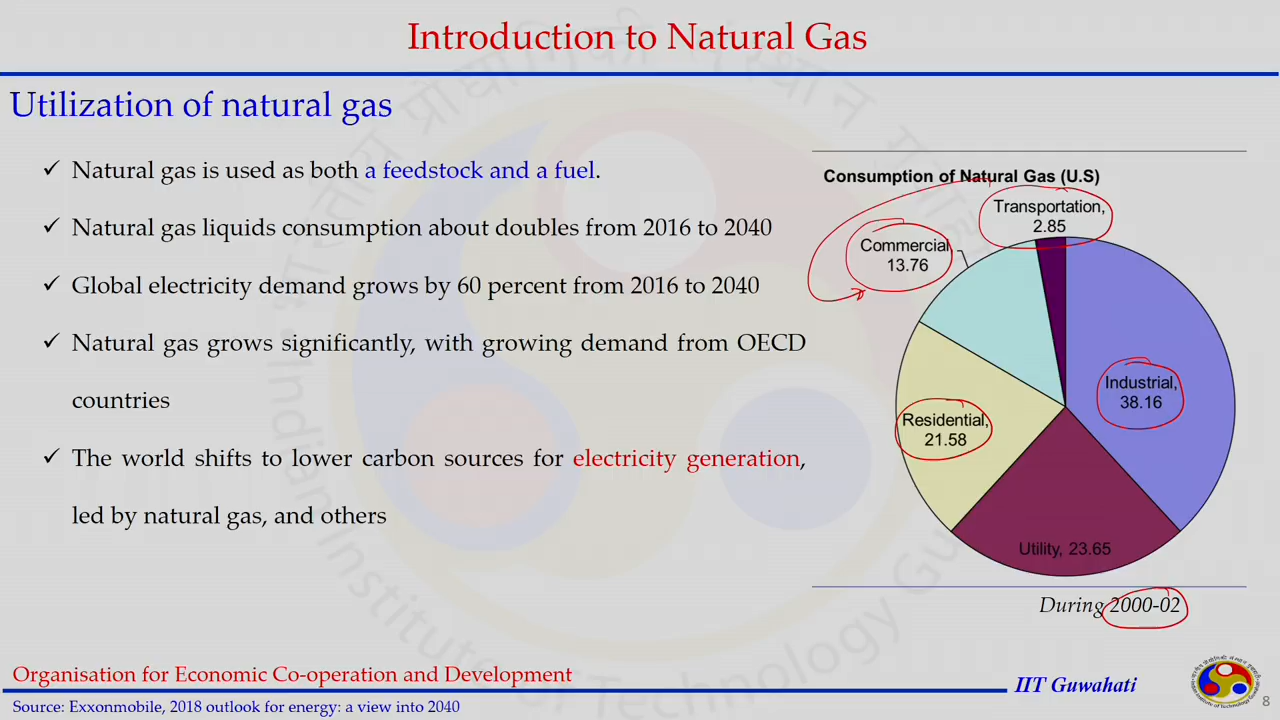 Introduction to Natural Gas
Utilization of natural gas
✓ Natural gas is used as both a feedstock and a fuel.
✓ Natural gas liquids consumption about doubles from 2016 to 2040
✓ Global electricity demand grows by 60 percent from 2016 to 2040
✓ Natural gas grows significantly, with growing demand from OECD
countries
✓ The world shifts to lower carbon sources for electricity generation,
led by natural gas, and others
Consumption of Natural Gas (U.S)
Transportation,
2.85
Commercial
13.76
Industrial,
38.16
Residential,
21.58
Utility, 23.65
During 2000-02
Organisation for Economic Co-operation and Development
IIT Guwahati
Source: Exxonmobile, 2018 outlook for energy: a view into 2040
8